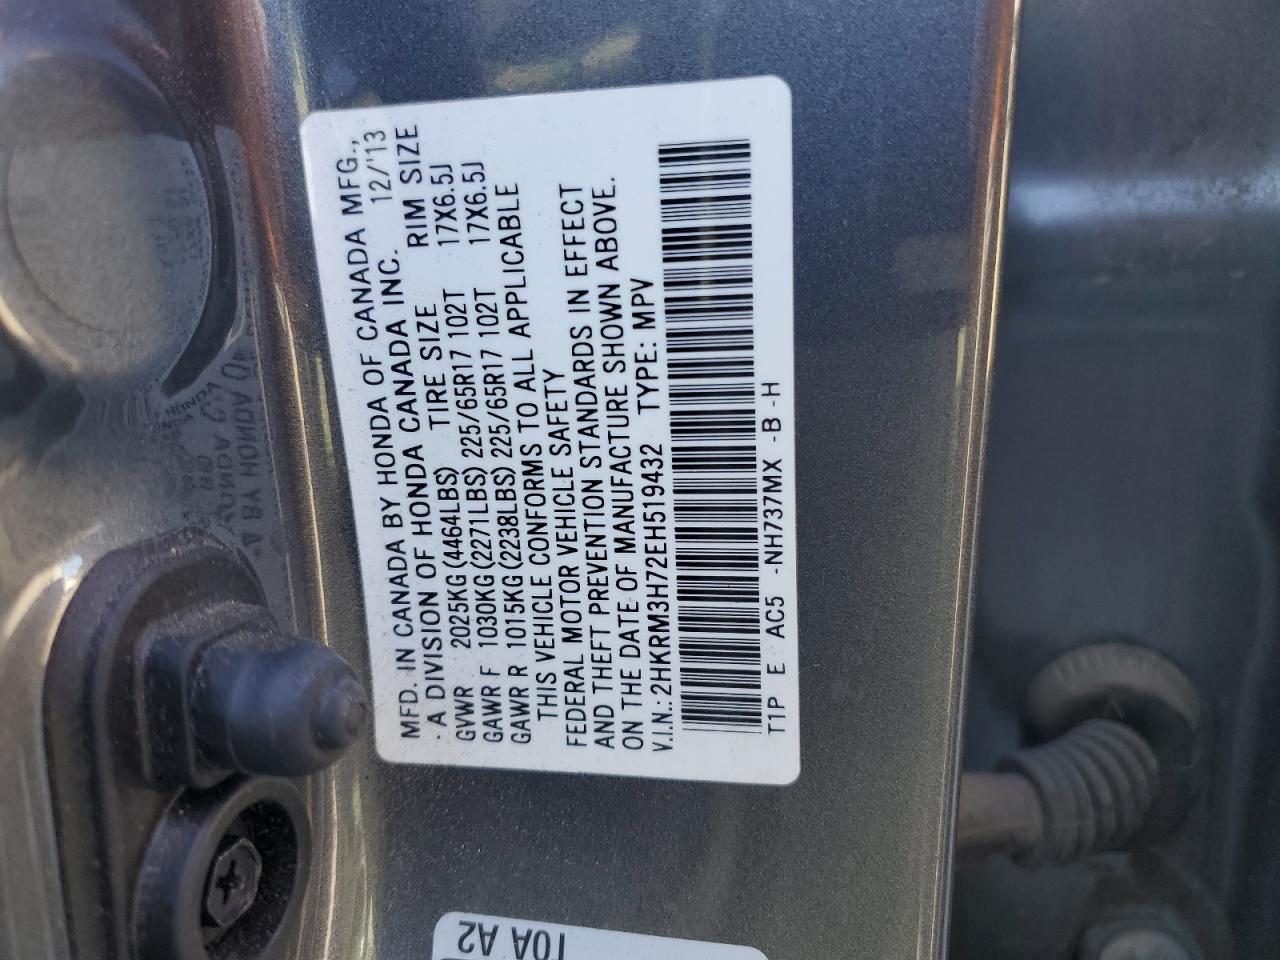 MFD. IN CANADA BY HONDA OF CANADA MFG.,
A DIVISION OF HONDA CANADA INC. 12/'13
TIRE SIZE RIM SIZE
GVWR 2025KG(4464LBS)
GAWR F 1030KG(2271LBS) 225/65R17 102T 17X6.5J
GAWR R 1015KG(2238LBS) 225/65R17 102T 17X6.5J
THIS VEHICLE CONFORMS TO ALL APPLICABLE
FEDERAL MOTOR VEHICLE SAFETY
AND THEFT PREVENTION STANDARDS IN EFFECT
ON THE DATE OF MANUFACTURE SHOWN ABOVE.
V.I.N.:2HKRM3H72EH519432 TYPE: MPV
T1P E AC5 -NH737MX -B -H
TOA A2